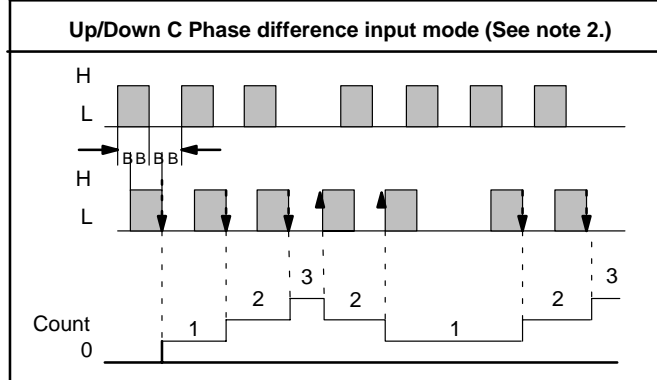 Up/Down C Phase difference input mode (See note 2.)
H
L
B B B B
H
L
3 3
2 2 2
Count 1 1
0